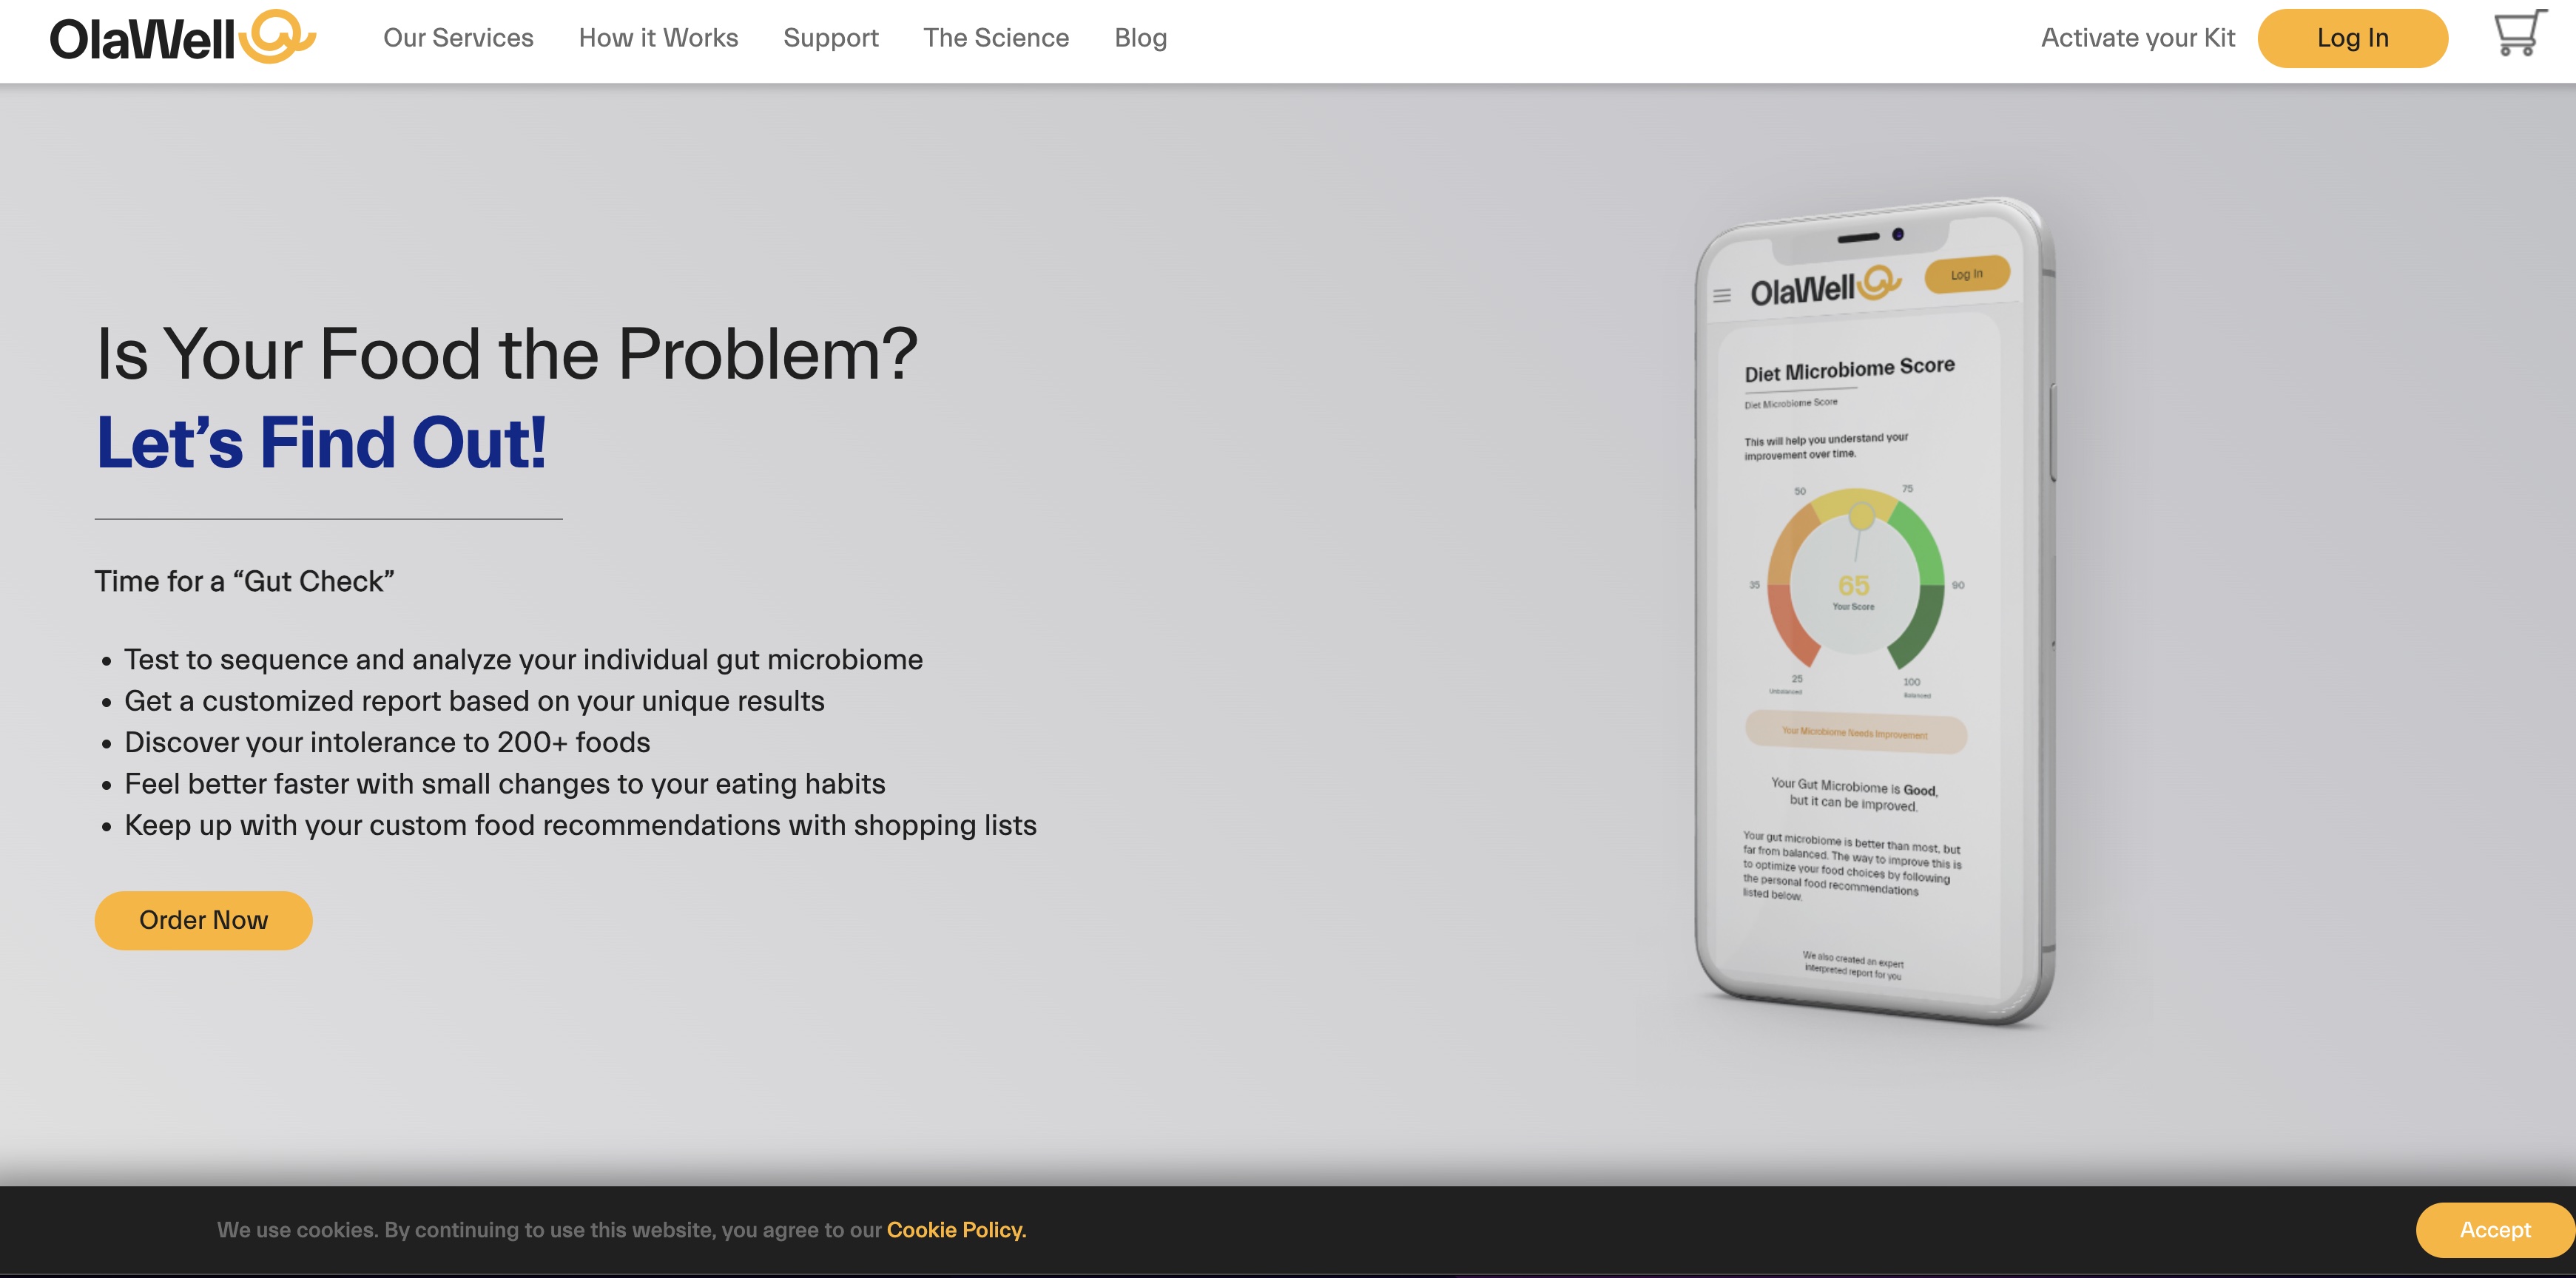 OlaWell
Our Services
How it Works
Support
The Science
Blog
Activate your Kit
Log In
Is Your Food the Problem?
Let’s Find Out!
Time for a “Gut Check”
• Test to sequence and analyze your individual gut microbiome
• Get a customized report based on your unique results
• Discover your intolerance to 200+ foods
• Feel better faster with small changes to your eating habits
• Keep up with your custom food recommendations with shopping lists
Order Now
OlaWell
Log In
Diet Microbiome Score
Diet Microbiome Score
This will help you understand your
improvement over time.
50
75
35
90
65
Your Score
25
Unbalanced
100
Balanced
Your Microbiome Needs Improvement
Your Gut Microbiome is Good,
but it can be improved.
Your gut microbiome is better than most, but
far from balanced. The way to improve this is
to optimize your food choices by following
the personal food recommendations
listed below.
We also created an expert
interpreted report for you
We use cookies. By continuing to use this website, you agree to our Cookie Policy.
Accept